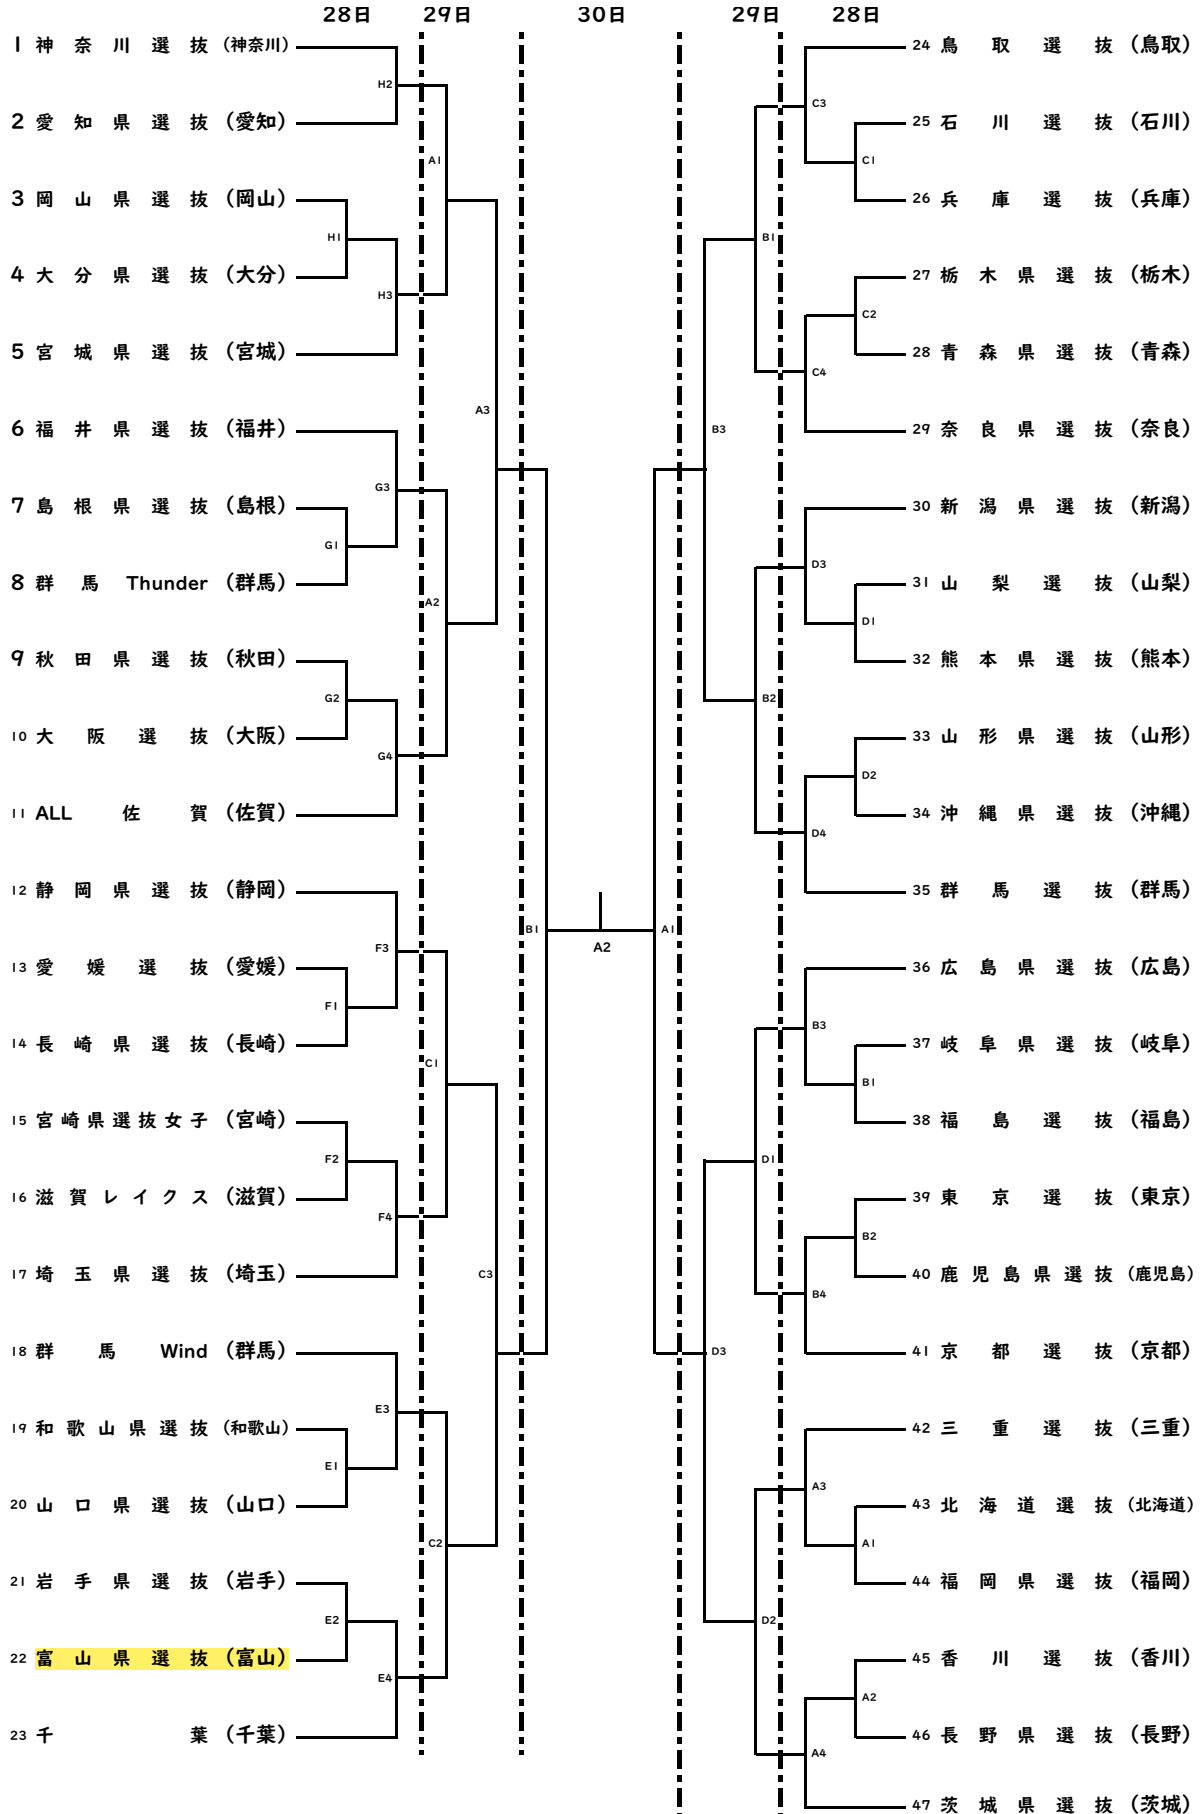 28日 29日 30日 29日 28日
1 神奈川選抜 (神奈川)
H2
2 愛知県選抜 (愛知)
A1
3 岡山県選抜 (岡山)
H1
4 大分県選抜 (大分)
H3
5 宮城県選抜 (宮城)
A3
6 福井県選抜 (福井)
G3
7 島根県選抜 (島根)
G1
8 群馬Thunder (群馬)
A2
9 秋田県選抜 (秋田)
G2
10 大阪選抜 (大阪)
G4
11 ALL佐賀 (佐賀)
12 静岡県選抜 (静岡)
B1
F3
13 愛媛選抜 (愛媛)
F1
14 長崎県選抜 (長崎)
C1
15 宮崎県選抜女子 (宮崎)
F2
16 滋賀レイクス (滋賀)
F4
17 埼玉県選抜 (埼玉)
C3
18 群馬Wind (群馬)
E3
19 和歌山県選抜 (和歌山)
E1
20 山口県選抜 (山口)
C2
21 岩手県選抜 (岩手)
E2
22 富山県選抜 (富山)
E4
23 千葉 (千葉)
A2
24 鳥取選抜 (鳥取)
C3
25 石川選抜 (石川)
C1
26 兵庫選抜 (兵庫)
B1
27 栃木県選抜 (栃木)
C2
28 青森県選抜 (青森)
C4
29 奈良県選抜 (奈良)
B3
30 新潟県選抜 (新潟)
D3
31 山梨選抜 (山梨)
D1
32 熊本県選抜 (熊本)
B2
33 山形県選抜 (山形)
D2
34 沖縄県選抜 (沖縄)
D4
35 群馬選抜 (群馬)
A1
36 広島県選抜 (広島)
B3
37 岐阜県選抜 (岐阜)
B1
38 福島選抜 (福島)
D1
39 東京選抜 (東京)
B2
40 鹿児島県選抜 (鹿児島)
B4
41 京都選抜 (京都)
D3
42 三重選抜 (三重)
A3
43 北海道選抜 (北海道)
A1
44 福岡県選抜 (福岡)
D2
45 香川選抜 (香川)
A2
46 長野県選抜 (長野)
A4
47 茨城県選抜 (茨城)